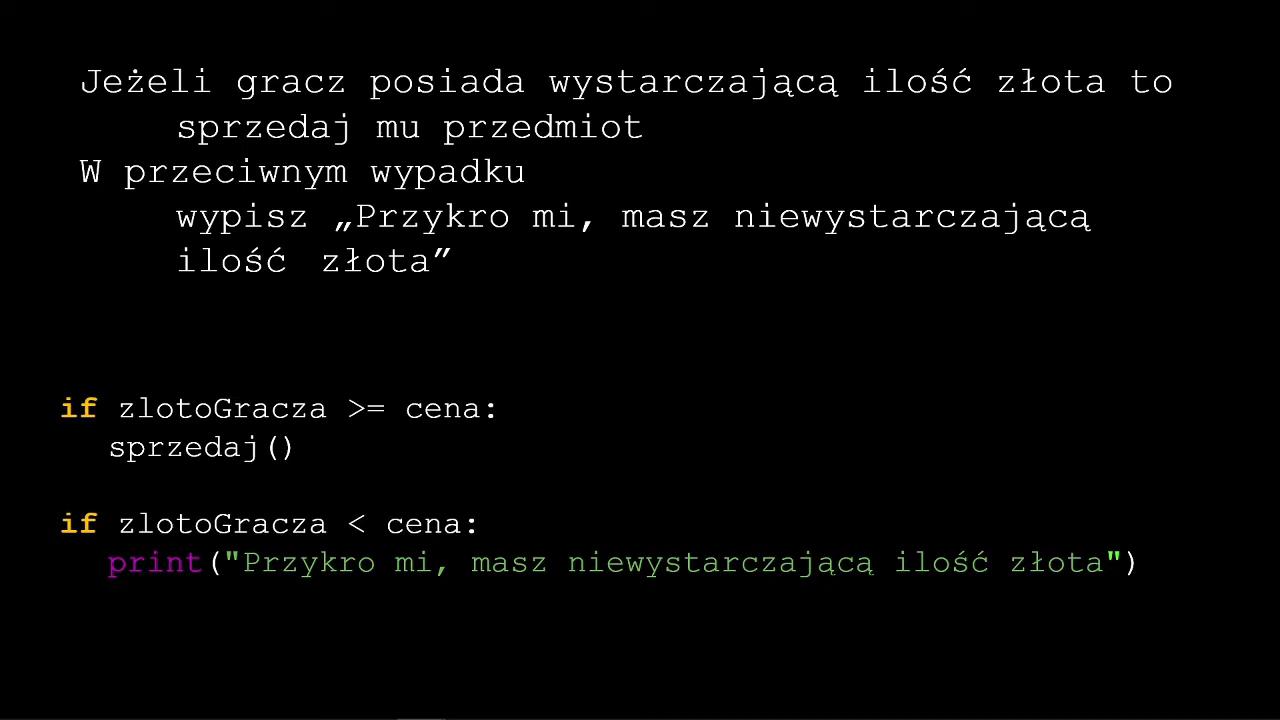 Jeżeli gracz posiada wystarczającą ilość złota to
sprzedaj mu przedmiot
W przeciwnym wypadku
wypisz „Przykro mi, masz niewystarczającą
ilość złota”
if zlotoGracza >= cena:
sprzedaj()
if zlotoGracza < cena:
print("Przykro mi, masz niewystarczającą ilość złota")